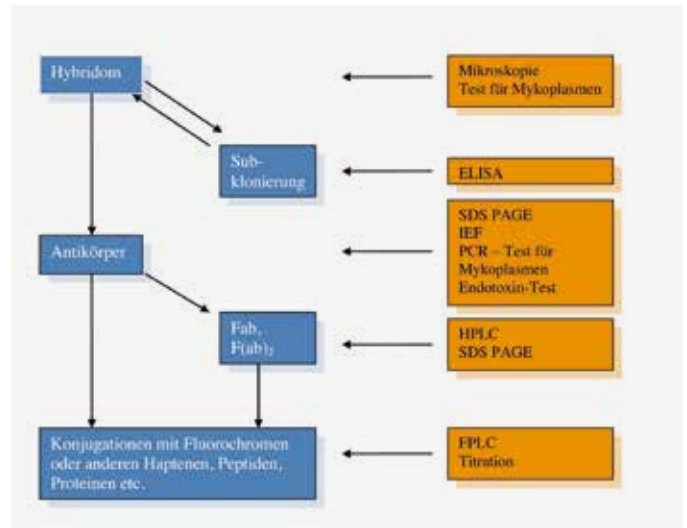 Hybridom
Mikroskopie
Test für Mykoplasmen
Sub-
klonierung
ELISA
Antikörper
SDS PAGE
IEF
PCR – Test für
Mykoplasmen
Endotoxin-Test
Fab,
F(ab)2
HPLC
SDS PAGE
Konjugationen mit Fluorochromen
oder anderen Haptenen, Peptiden,
Proteinen etc.
FPLC
Titration